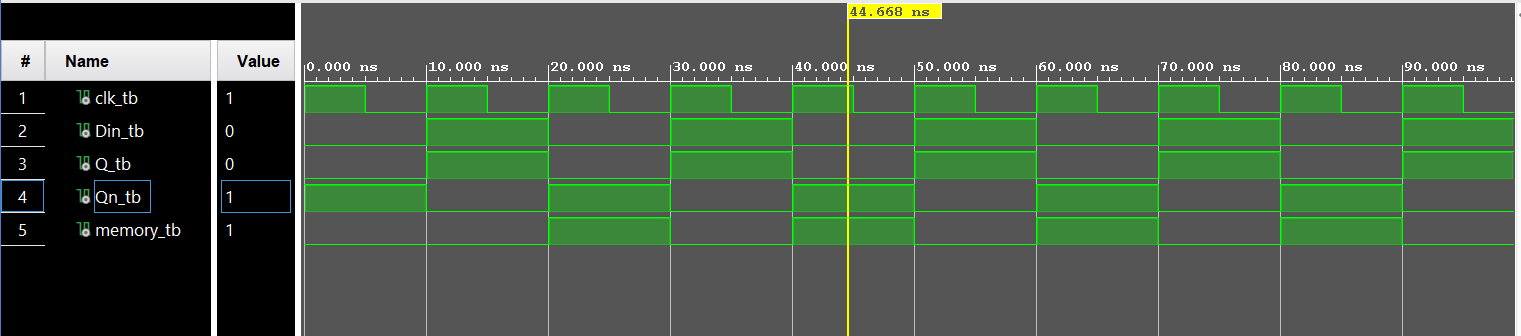 44.668 ns
# Name Value
0.000 ns 10.000 ns 20.000 ns 30.000 ns 40.000 ns 50.000 ns 60.000 ns 70.000 ns 80.000 ns 90.000 ns
1 clk_tb 1
2 Din_tb 0
3 Q_tb 0
4 Qn_tb 1
5 memory_tb 1